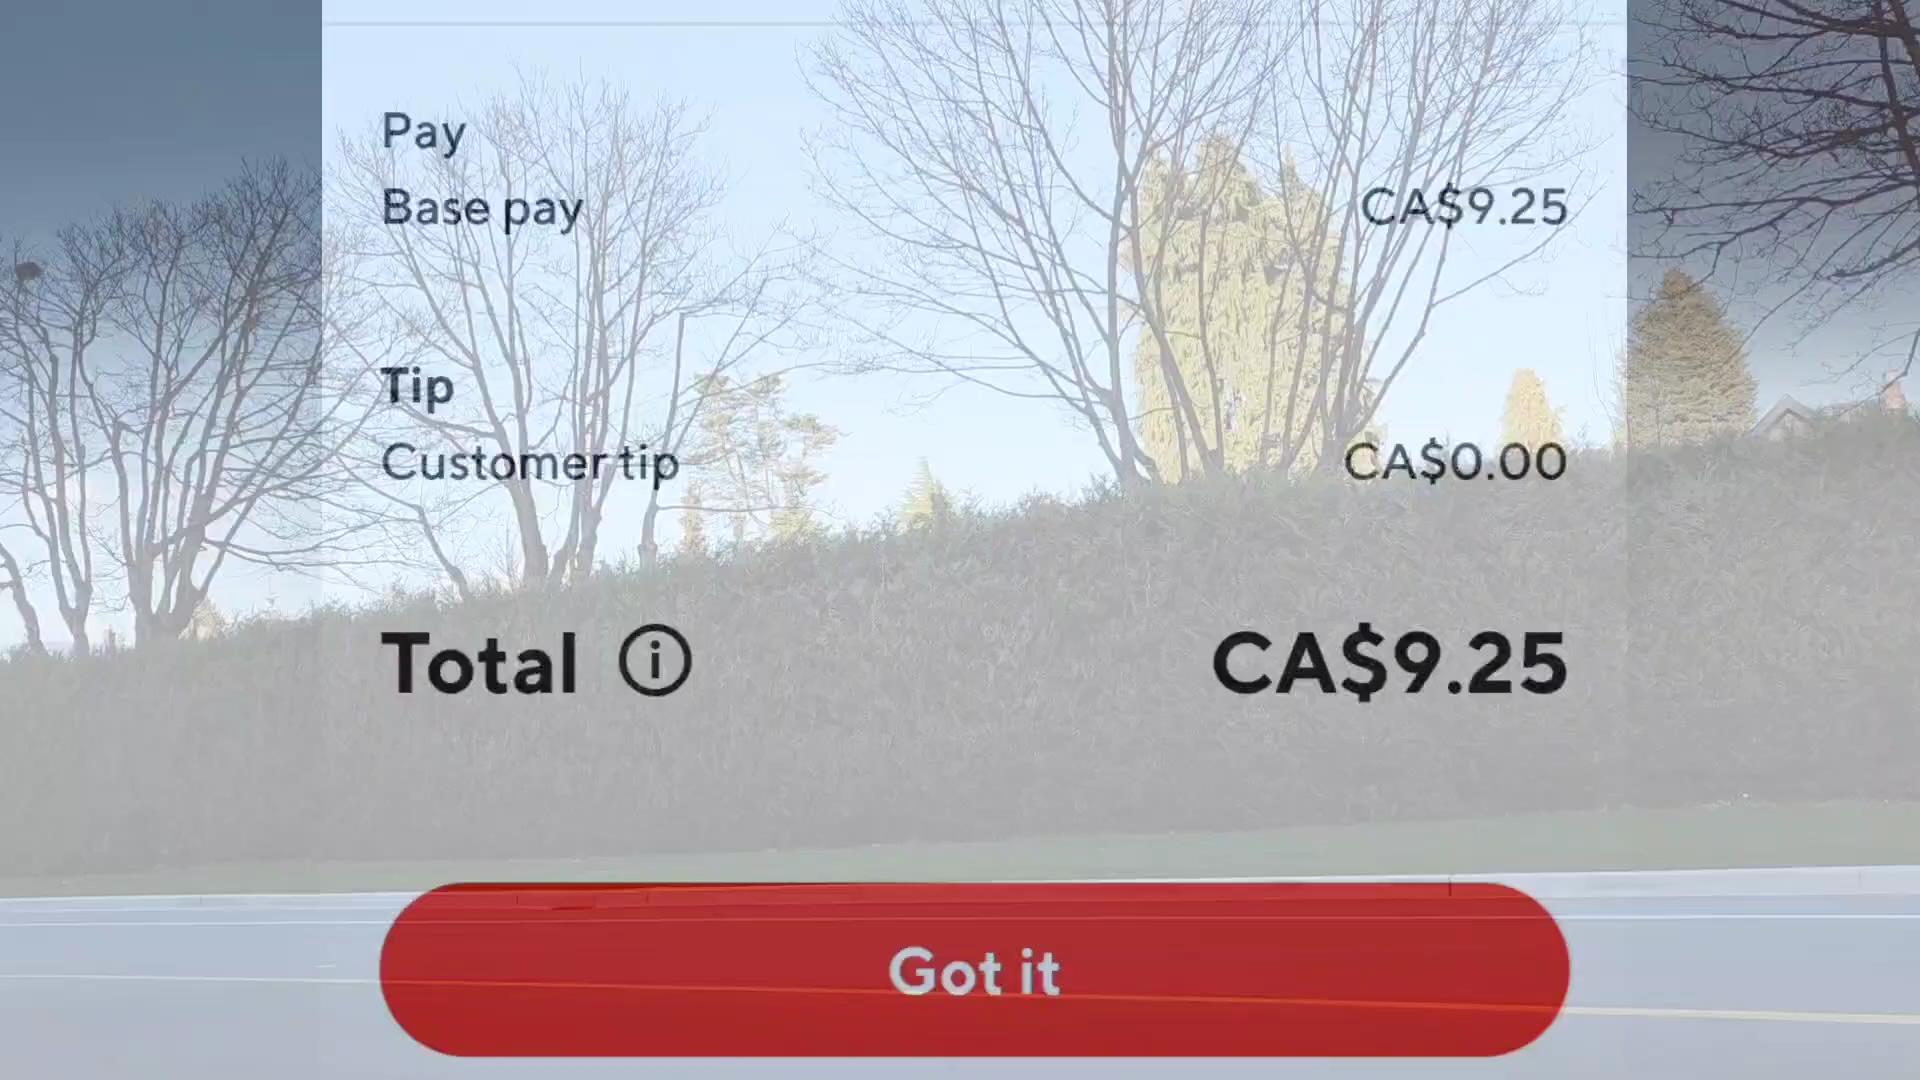 Pay
Base pay CA$9.25
Tip
Customer tip CA$0.00
Total CA$9.25
Got it